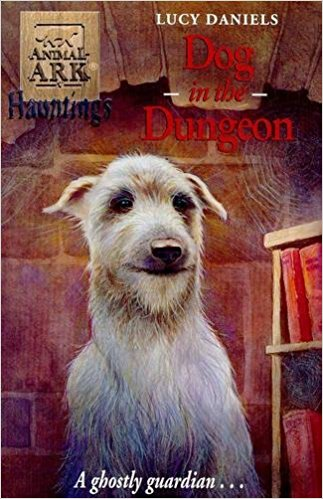 LUCY DANIELS
ANIMAL
ARK
Hauntings
Dog
in the
Dungeon
A ghostly guardian . . .